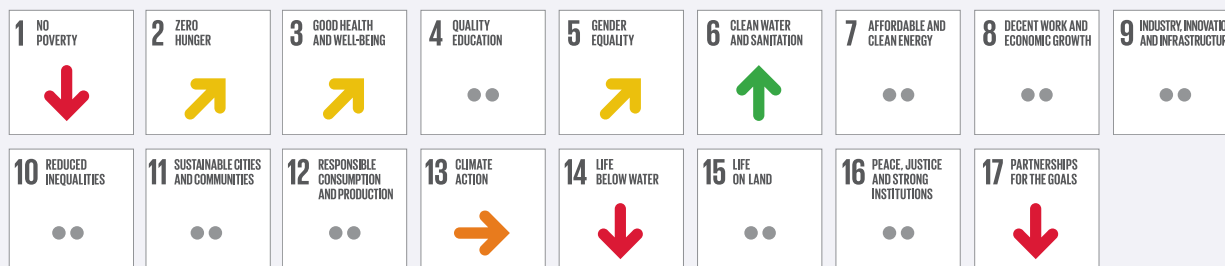 1 NO
POVERTY
2 ZERO
HUNGER
3 GOOD HEALTH
AND WELL-BEING
4 QUALITY
EDUCATION
5 GENDER
EQUALITY
6 CLEAN WATER
AND SANITATION
7 AFFORDABLE AND
CLEAN ENERGY
8 DECENT WORK AND
ECONOMIC GROWTH
9 INDUSTRY, INNOVATIO
AND INFRASTRUCTUR
10 REDUCED
INEQUALITIES
11 SUSTAINABLE CITIES
AND COMMUNITIES
12 RESPONSIBLE
CONSUMPTION
AND PRODUCTION
13 CLIMATE
ACTION
14 LIFE
BELOW WATER
15 LIFE
ON LAND
16 PEACE, JUSTICE
AND STRONG
INSTITUTIONS
17 PARTNERSHIPS
FOR THE GOALS